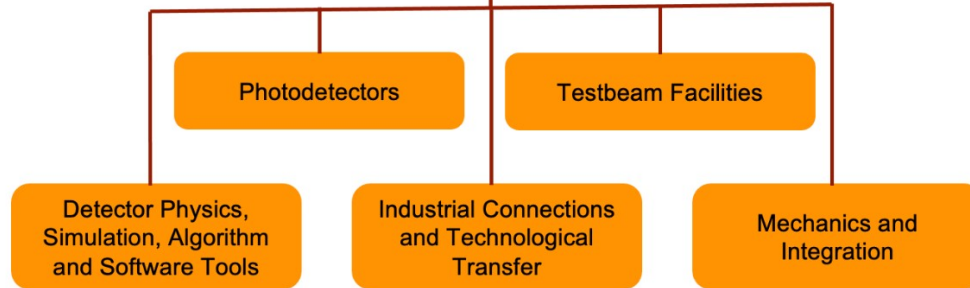 Photodetectors
Testbeam Facilities
Detector Physics,
Simulation, Algorithm
and Software Tools
Industrial Connections
and Technological
Transfer
Mechanics and
Integration